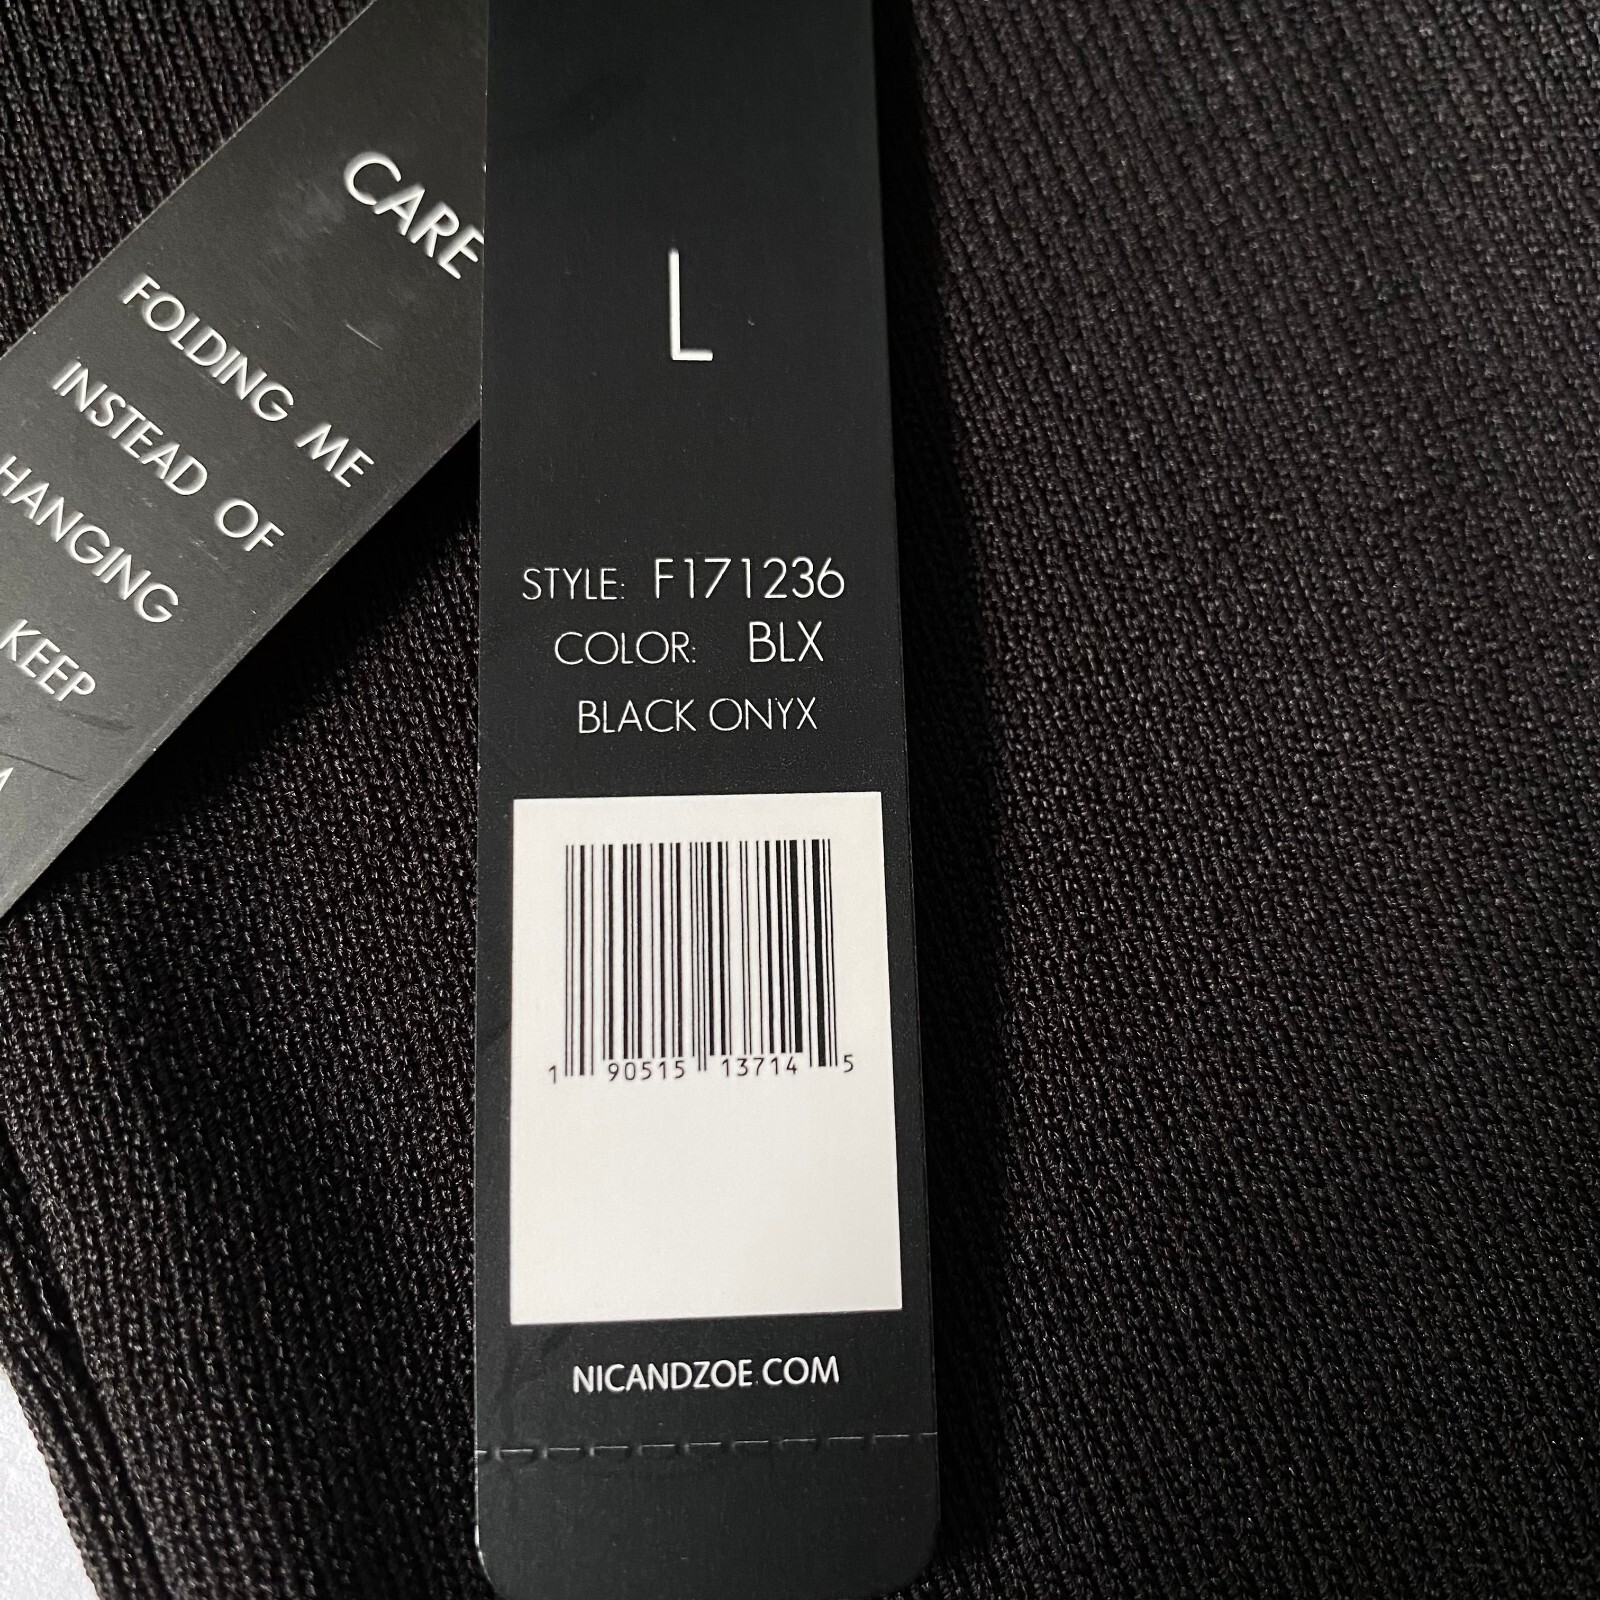 CARE
FOLDING ME
INSTEAD OF
HANGING
KEEP
L
STYLE: F171236
COLOR: BLX
BLACK ONYX
1 90515 13714 5
NICANDZOE.COM